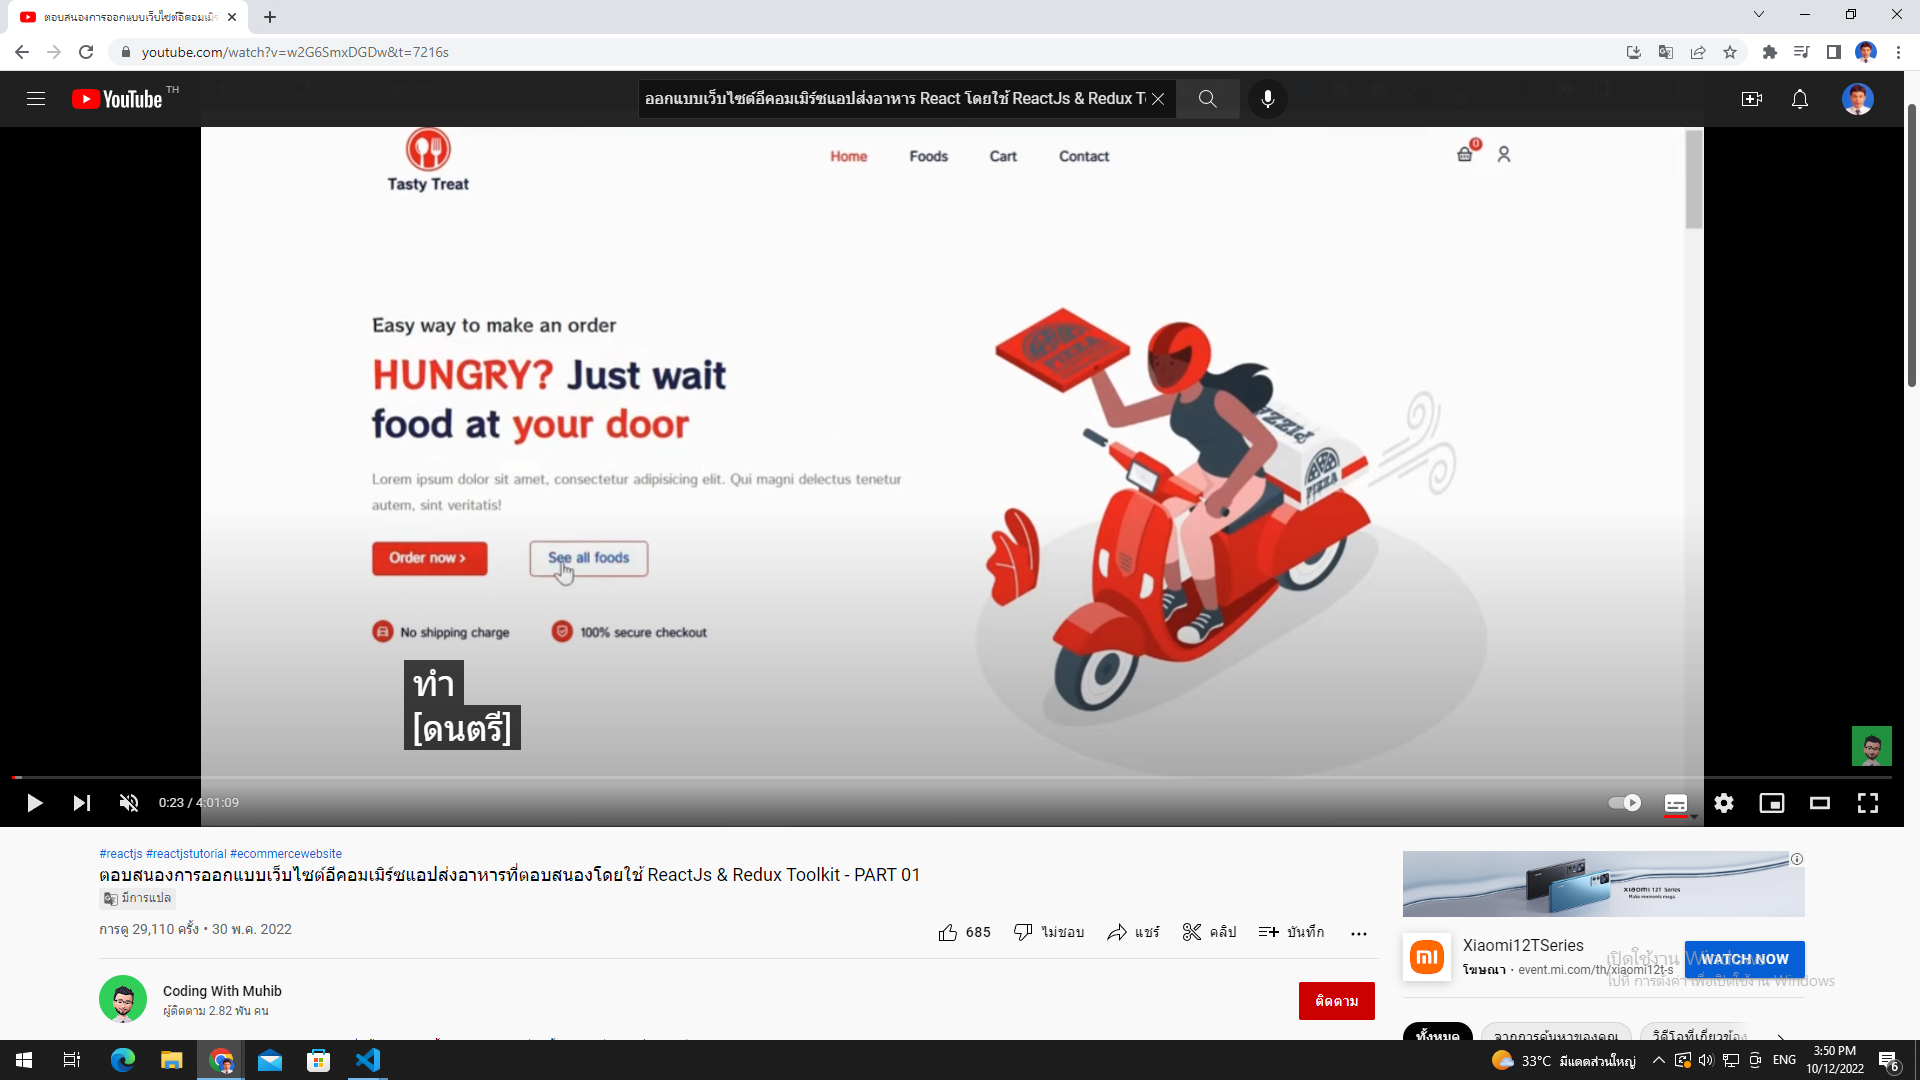 ตอบสนองการออกแบบเว็บไซต์อีคอมเมิร์
youtube.com/watch?v=w2G6SmxDGDw&t=7216s
YouTube TH
ออกแบบเว็บไซต์อีคอมเมิร์ซแอปส่งอาหาร React โดยใช้ ReactJs & Redux T
Tasty Treat
Home Foods Cart Contact
0
Easy way to make an order
HUNGRY? Just wait
food at your door
Lorem ipsum dolor sit amet, consectetur adipisicing elit. Qui magni delectus tenetur
autem, sint veritatis!
Order now >
See all foods
No shipping charge
100% secure checkout
PIZZA
PIZZA
PIZZA
ทำ
[ดนตรี]
0:23 / 4:01:09
#reactjs #reactjstutorial #ecommercewebsite
ตอบสนองการออกแบบเว็บไซต์อีคอมเมิร์ซแอปส่งอาหารที่ตอบสนองโดยใช้ ReactJs & Redux Toolkit - PART 01
มีการแปล
การดู 29,110 ครั้ง • 30 พ.ค. 2022
685 ไม่ชอบ แชร์ คลิป บันทึก
Coding With Muhib
ผู้ติดตาม 2.82 พัน คน
ติดตาม
XIAOMI 12T Series
Make moments mega
Xiaomi12TSeries
โฆษณา · event.mi.com/th/xiaomi12t-s
WATCH NOW
เปิดใช้งาน Windows
ไปที่ การตั้งค่า เพื่อเปิดใช้งาน Windows
ทั้งหมด จากการค้นหาของคุณ วิดีโอที่เกี่ยวข้อง
33°C มีแดดส่วนใหญ่
ENG
3:50 PM
10/12/2022
6